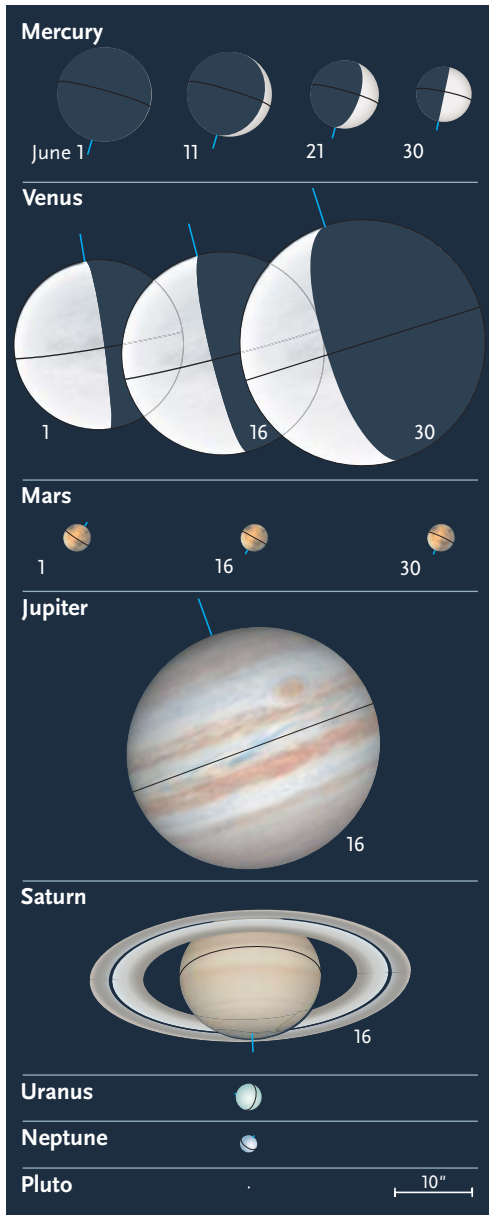 Mercury
June 1
11
21
30
Venus
1
16
30
Mars
1
16
30
Jupiter
16
Saturn
16
Uranus
Neptune
Pluto
10"